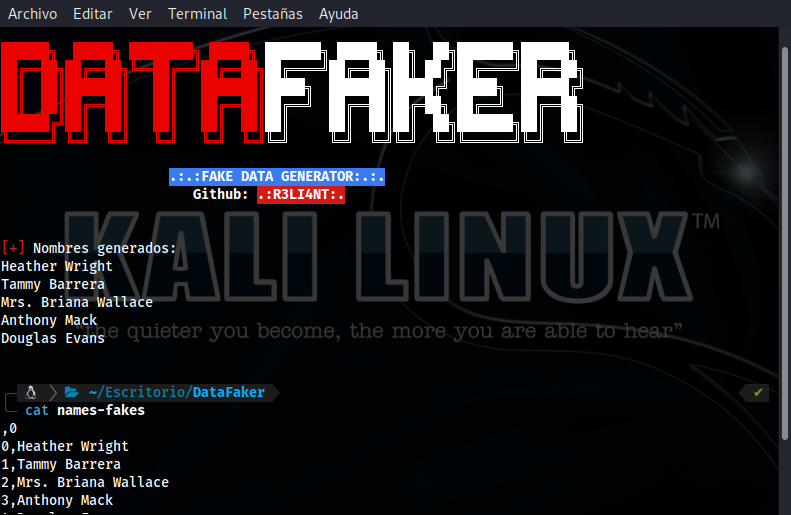 Archivo Editar Ver Terminal Pestañas Ayuda
DATAFAKER
.:.:FAKE DATA GENERATOR:.:.
Github: .:R3LI4NT:.
KALI LINUX™
[+] Nombres generados:
Heather Wright
Tammy Barrera
Mrs. Briana Wallace
Anthony Mack
“the quieter you become, the more you are able to hear”
Douglas Evans
~/Escritorio/DataFaker
cat names-fakes
,0
0,Heather Wright
1,Tammy Barrera
2,Mrs. Briana Wallace
3,Anthony Mack